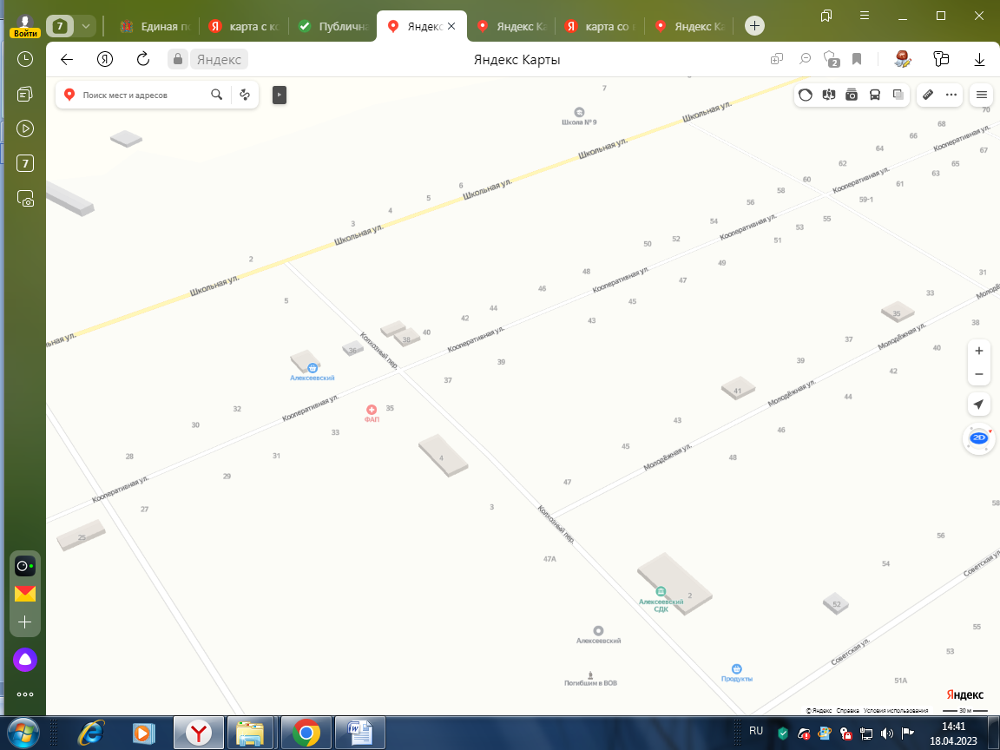 Войти
7
Единая п
карта с к
Публична
Яндекс
Яндекс Ка
карта со
Яндекс Ка
Яндекс
Яндекс Карты
2
7
Поиск мест и адресов
7
Школа № 9
Школьная ул.
70
68
Кооперативная ул.
66
67
64
Школьная ул.
62
65
63
60
Кооперативная ул.
61
6
Школьная ул.
58
59-1
5
56
4
55
54
Кооперативная ул.
53
3
51
Школьная ул.
52
50
2
49
48
Кооперативная ул.
47
31
Школьная ул.
46
33
Молодёжная
5
45
44
35
42
43
38
40
Кооперативная ул.
Молодёжная ул.
ьная ул.
38
37
36
Колхозный пер.
40
39
39
Алексеевский
37
42
Молодёжная ул.
41
Кооперативная ул.
44
32
35
ФАП
43
30
33
46
45
28
31
4
Молодёжная ул.
48
29
47
Кооперативная ул.
27
3
58
Колхозный пер.
25
56
47А
54
Советская ул
2
Алексеевский
СДК
52
55
Алексеевский
Советская ул.
53
Погибшим в ВОВ
Продукты
51А
2D
Яндекс
© Яндекс Справка Условия использования
30 м
RU
14:41
18.04.2023